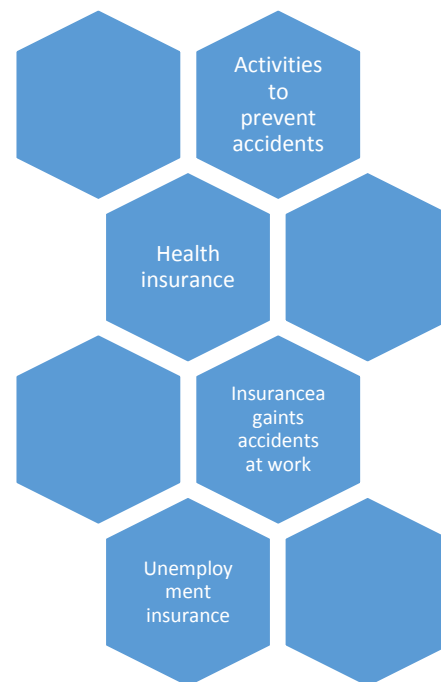 Activities
to
prevent
accidents
Health
insurance
Insurancea
gaints
accidents
at work
Unemploy
ment
insurance